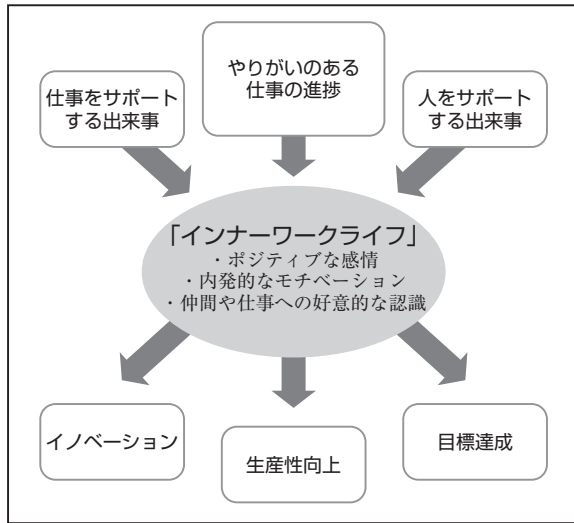 仕事をサポート
する出来事
やりがいのある
仕事の進捗
人をサポート
する出来事
「インナーワークライフ」
・ポジティブな感情
・内発的なモチベーション
・仲間や仕事への好意的な認識
イノベーション
生産性向上
目標達成